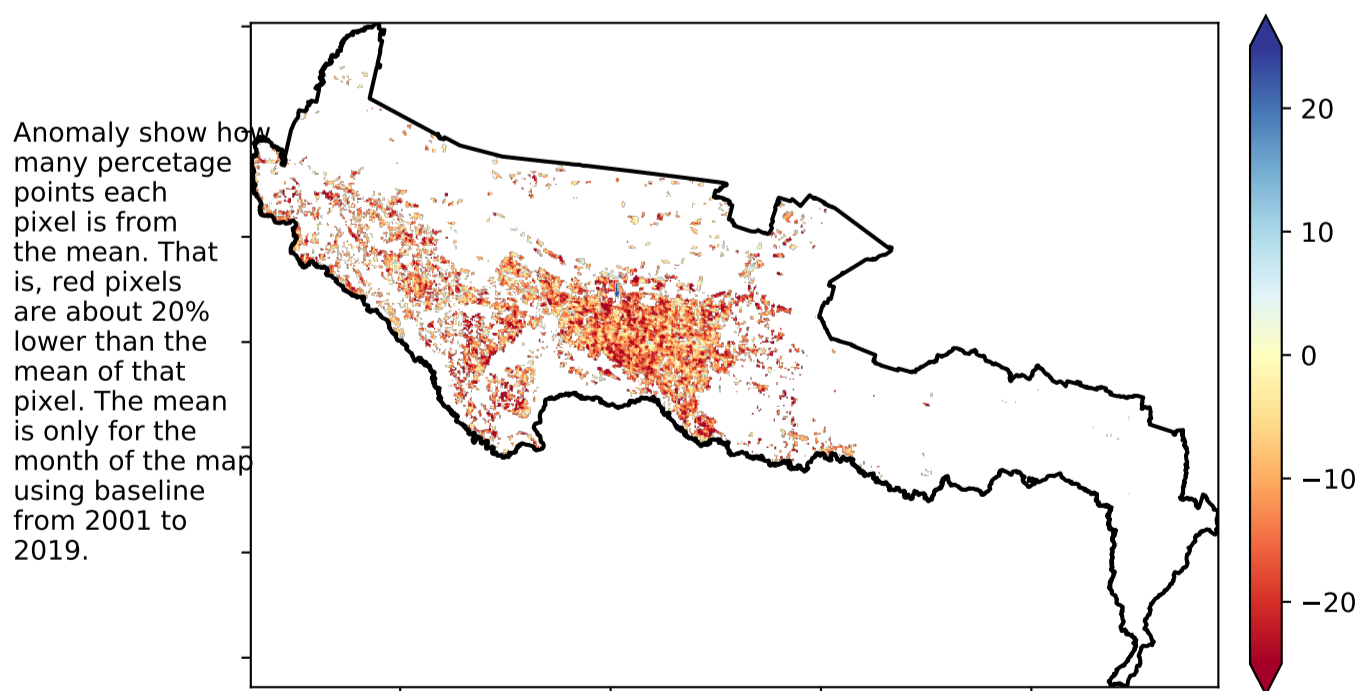 Anomaly show how
many percetage
points each
pixel is from
the mean. That
is, red pixels
are about 20%
lower than the
mean of that
pixel. The mean
is only for the
month of the map
using baseline
from 2001 to
2019.
20
10
0
−10
−20